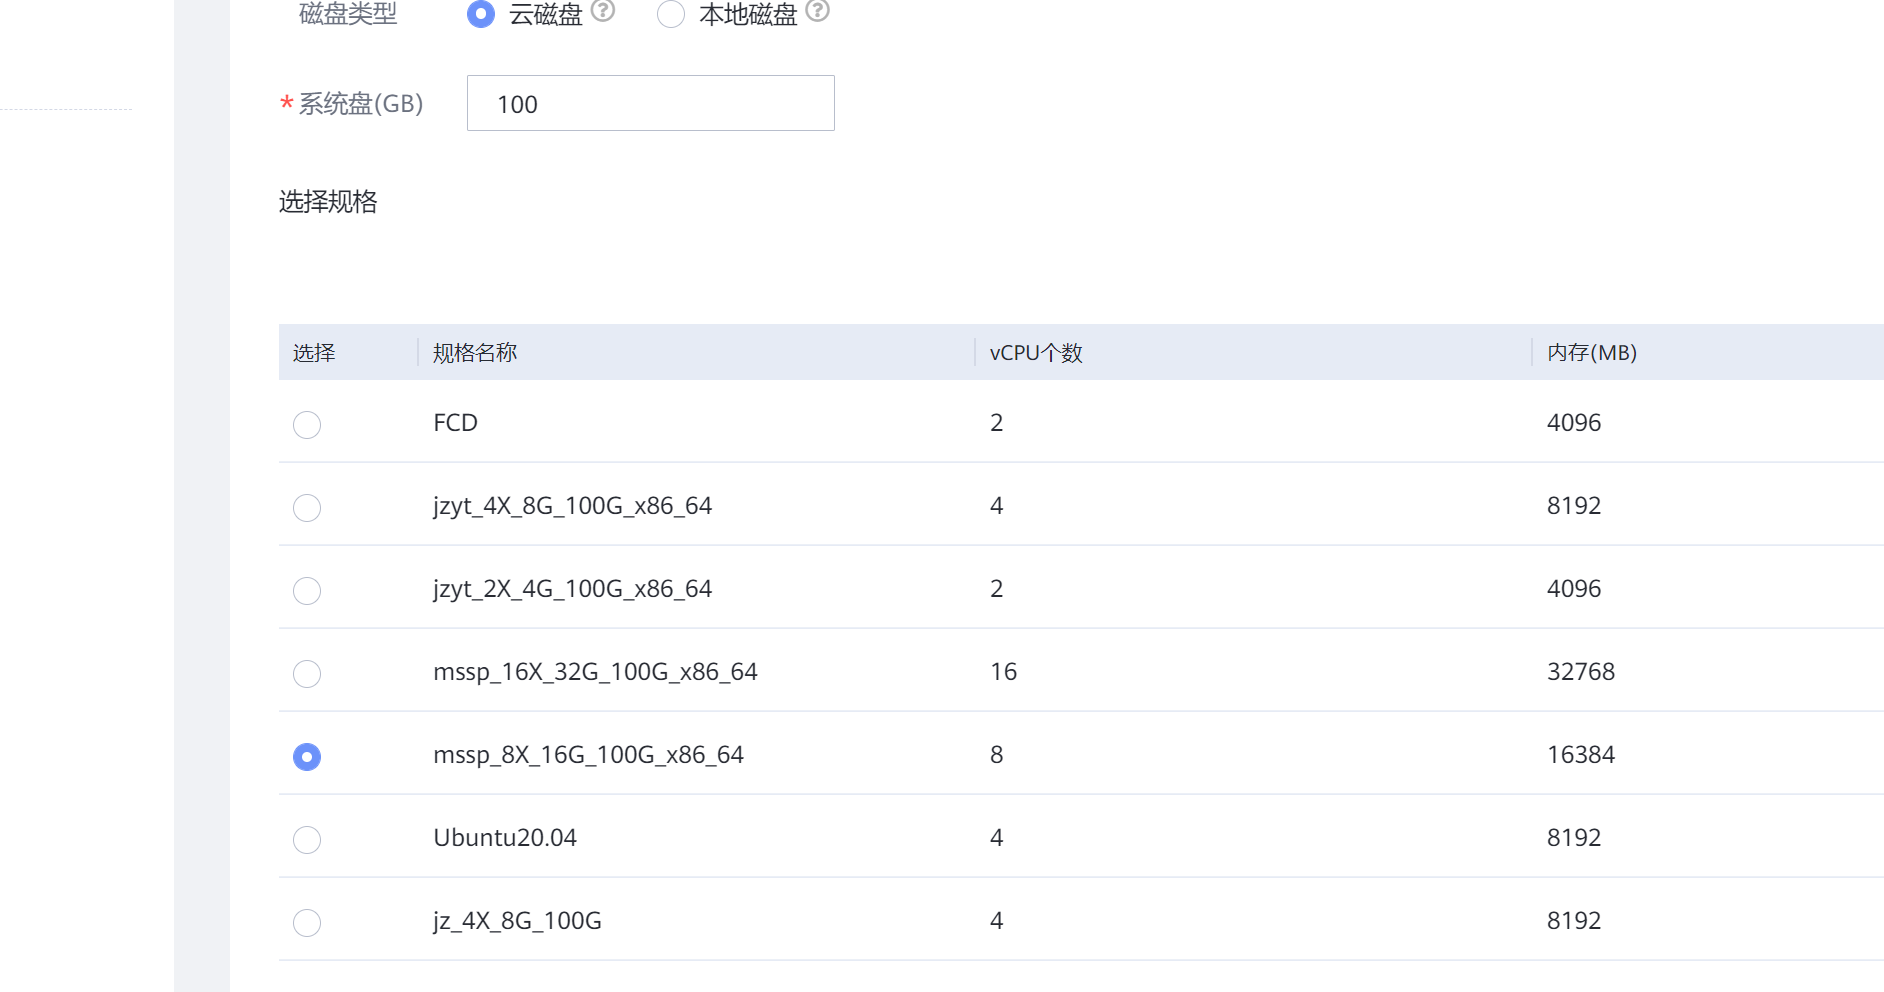 磁盘类型 云磁盘 ? 本地磁盘 ?
* 系统盘(GB) 100
选择规格
选择 规格名称 vCPU个数 内存(MB)
FCD 2 4096
jzyt_4X_8G_100G_x86_64 4 8192
jzyt_2X_4G_100G_x86_64 2 4096
mssp_16X_32G_100G_x86_64 16 32768
mssp_8X_16G_100G_x86_64 8 16384
Ubuntu20.04 4 8192
jz_4X_8G_100G 4 8192